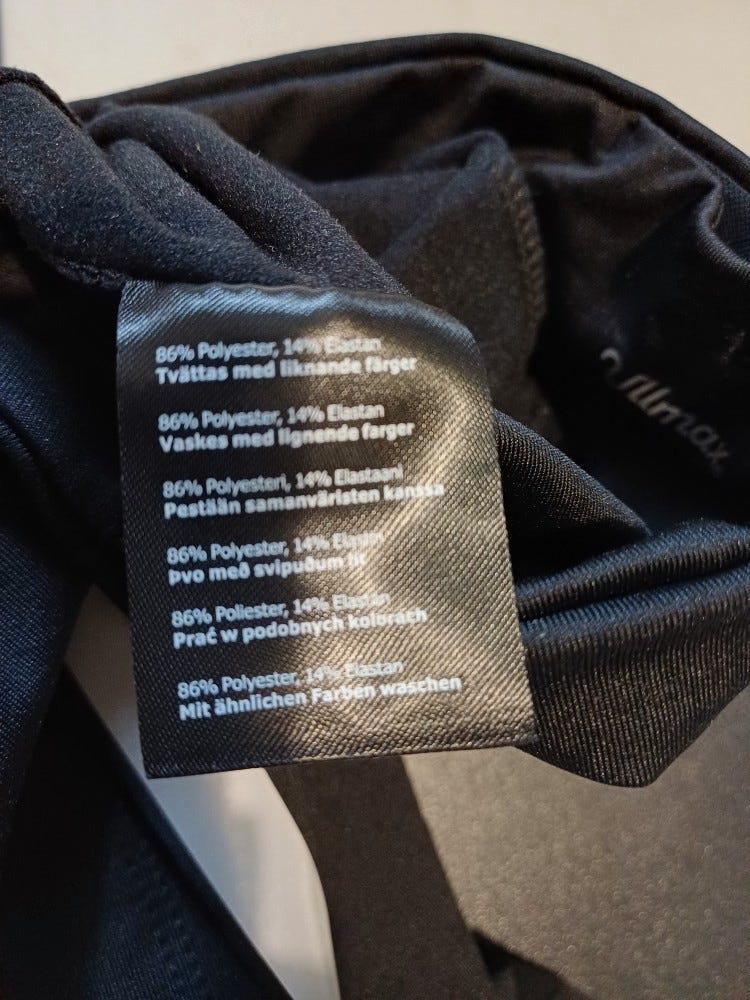 86% Polyester, 14% Elastan
Tvättas med liknande färger
86% Polyester, 14% Elastan
Vaskes med lignende farger
86% Polyesteri, 14% Elastaani
Pestään samanväristen kanssa
86% Polyester, 14% Elastan
Þvo með svipuðum lit
86% Poliester, 14% Elastan
Prać w podobnych kolorach
86% Polyester, 14% Elastan
Mit ähnlichen Farben waschen